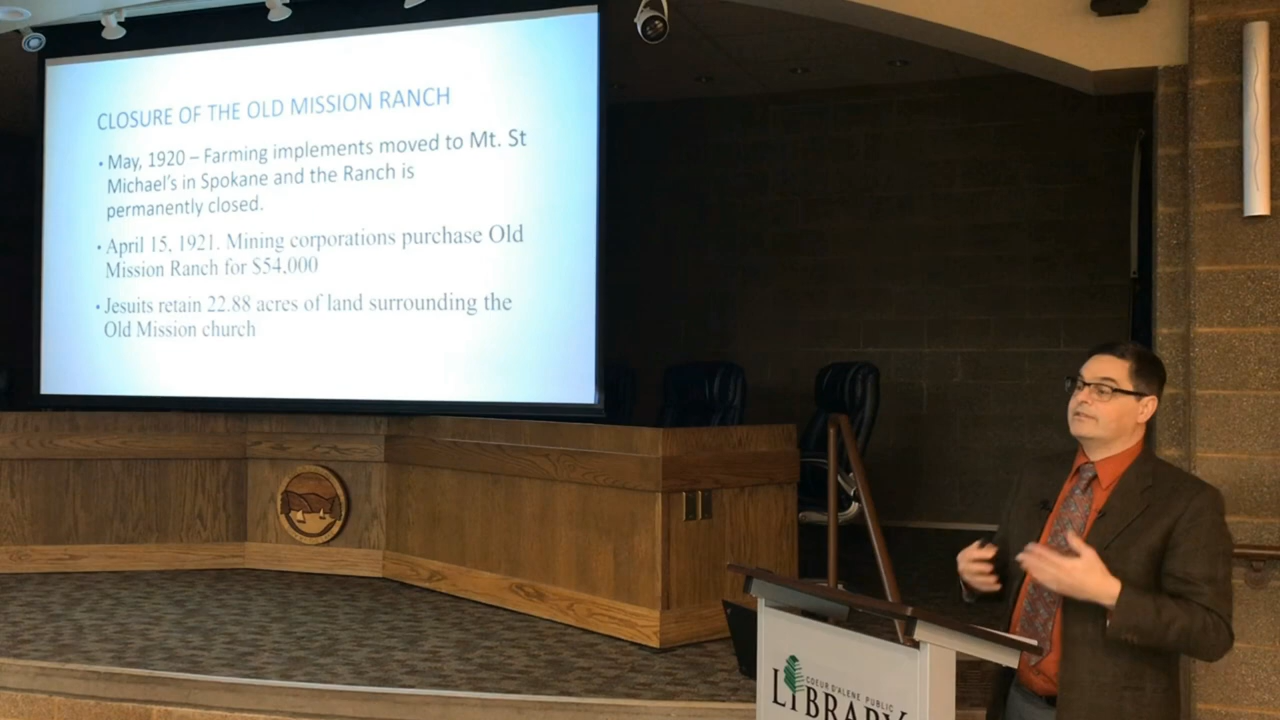 CLOSURE OF THE OLD MISSION RANCH
• May, 1920 – Farming implements moved to Mt. St
Michael's in Spokane and the Ranch is
permanently closed.
• April 15, 1921. Mining corporations purchase Old
Mission Ranch for $54,000
• Jesuits retain 22.88 acres of land surrounding the
Old Mission church
COEUR D'ALENE PUBLIC
LIBRARY